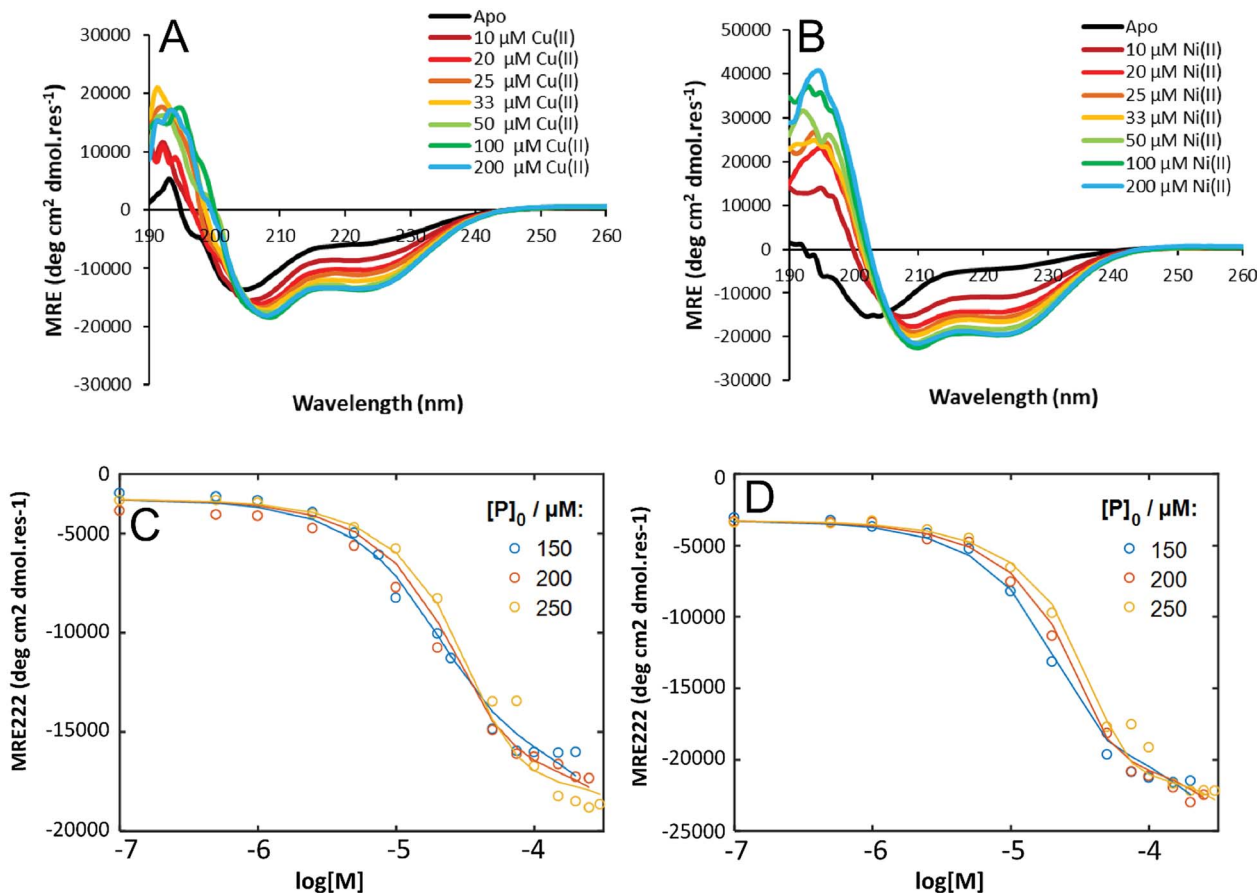 A
Apo
10 µM Cu(II)
20 µM Cu(II)
25 µM Cu(II)
33 µM Cu(II)
50 µM Cu(II)
100 µM Cu(II)
200 µM Cu(II)
30000
20000
10000
0
-10000
-20000
-30000
190 200 210 220 230 240 250 260
MRE (deg cm² dmol.res⁻¹)
Wavelength (nm)
B
Apo
10 µM Ni(II)
20 µM Ni(II)
25 µM Ni(II)
33 µM Ni(II)
50 µM Ni(II)
100 µM Ni(II)
200 µM Ni(II)
50000
40000
30000
20000
10000
0
-10000
-20000
-30000
190 200 210 220 230 240 250 260
MRE (deg cm² dmol.res⁻¹)
Wavelength (nm)
C
[P]₀ / µM:
150
200
250
0
-5000
-10000
-15000
-20000
-7 -6 -5 -4
MRE222 (deg cm2 dmol.res-1)
log[M]
D
[P]₀ / µM:
150
200
250
0
-5000
-10000
-15000
-20000
-25000
-7 -6 -5 -4
MRE222 (deg cm2 dmol.res-1)
log[M]